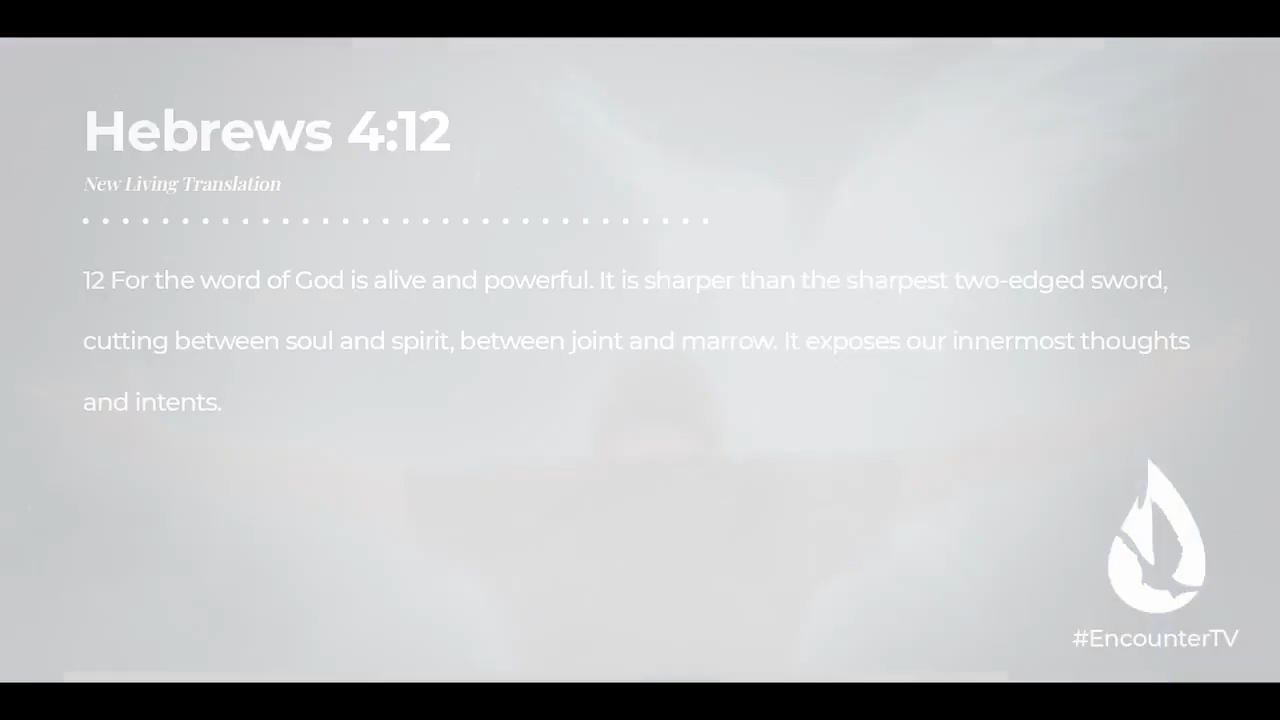 Hebrews 4:12
New Living Translation
12 For the word of God is alive and powerful. It is sharper than the sharpest two-edged sword,
cutting between soul and spirit, between joint and marrow. It exposes our innermost thoughts
and intents.
#EncounterTV